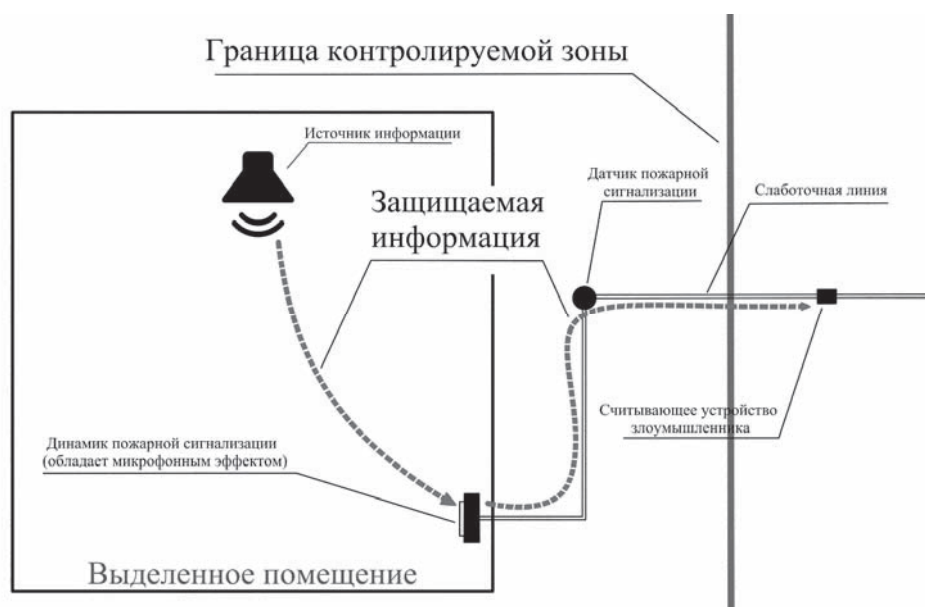 Граница контролируемой зоны
Источник информации
Датчик пожарной
сигнализации
Слаботочная линия
Защищаемая
информация
Считывающее устройство
злоумышленника
Динамик пожарной сигнализации
(обладает микрофонным эффектом)
Выделенное помещение